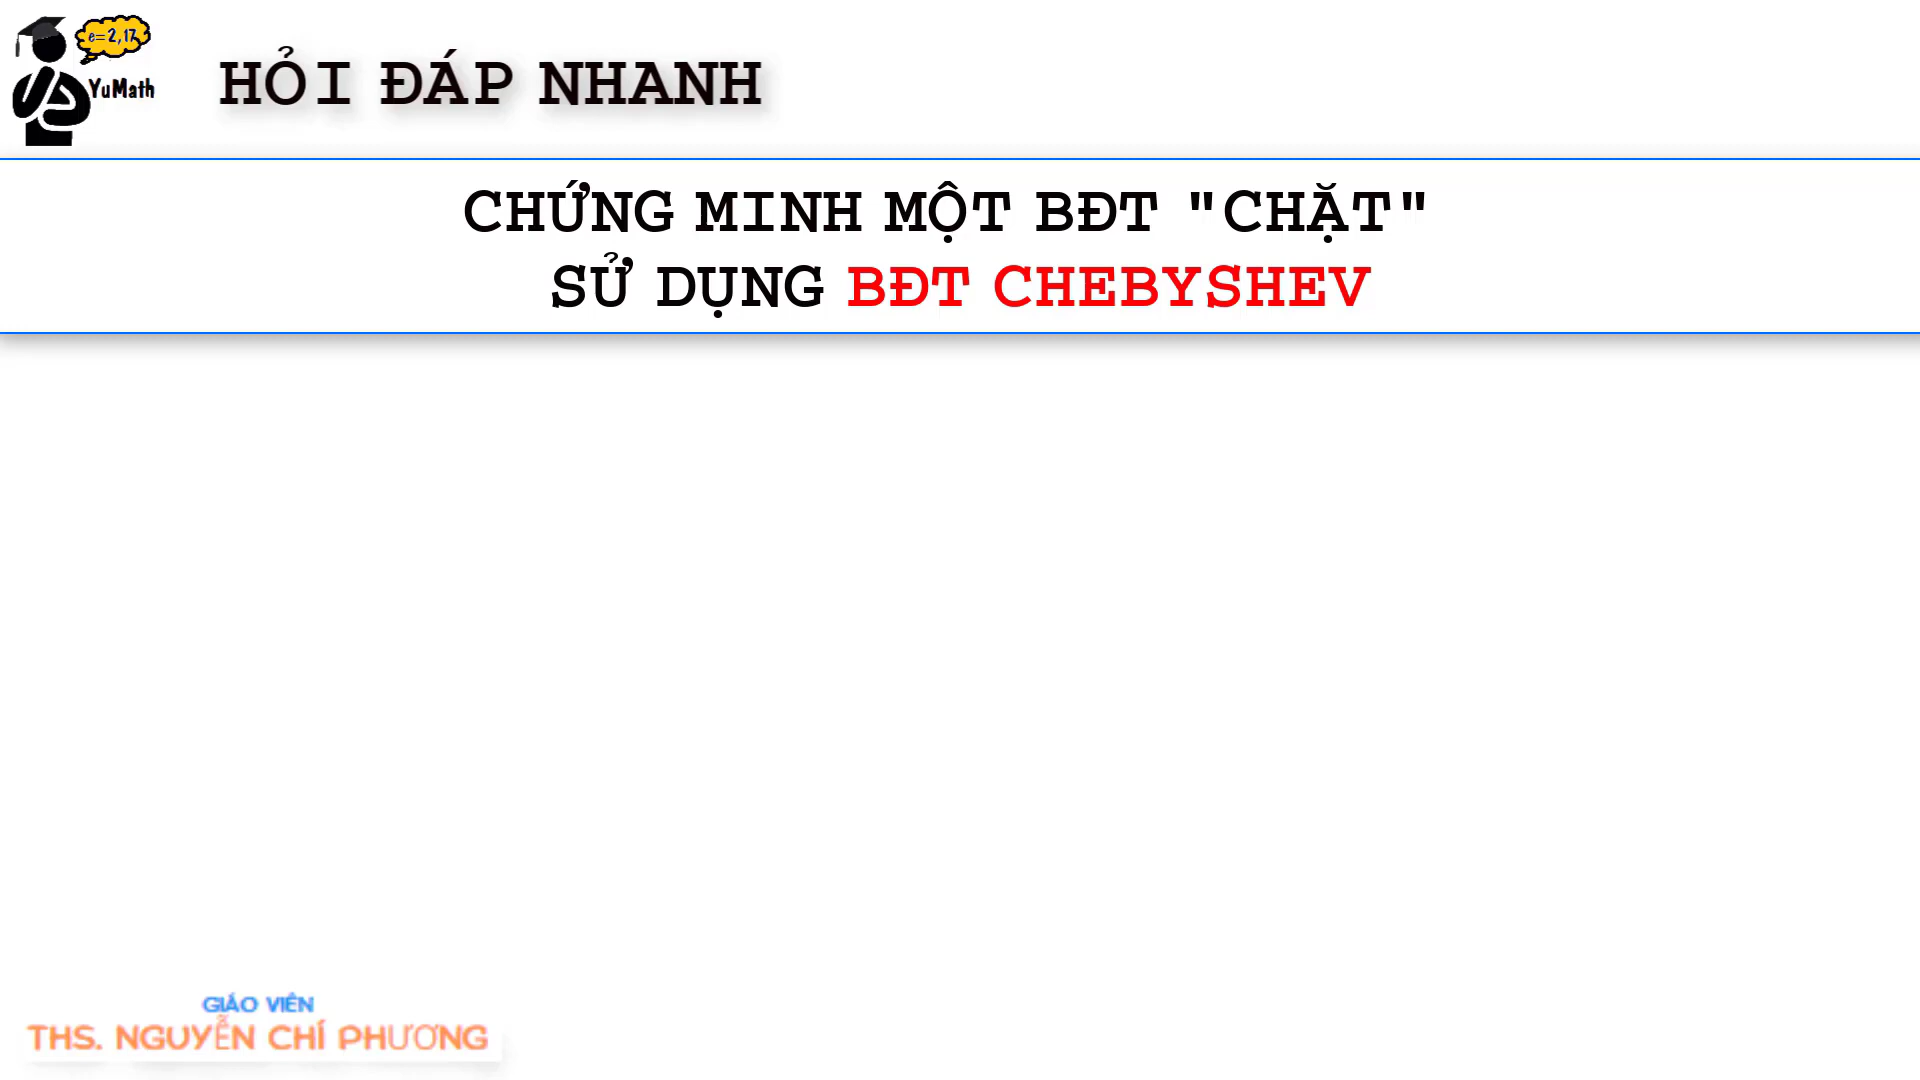 e=2,17
YuMath
HỎI ĐÁP NHANH
CHỨNG MINH MỘT BĐT "CHẶT"
SỬ DỤNG BĐT CHEBYSHEV
GIÁO VIÊN
THS. NGUYỄN CHÍ PHƯƠNG